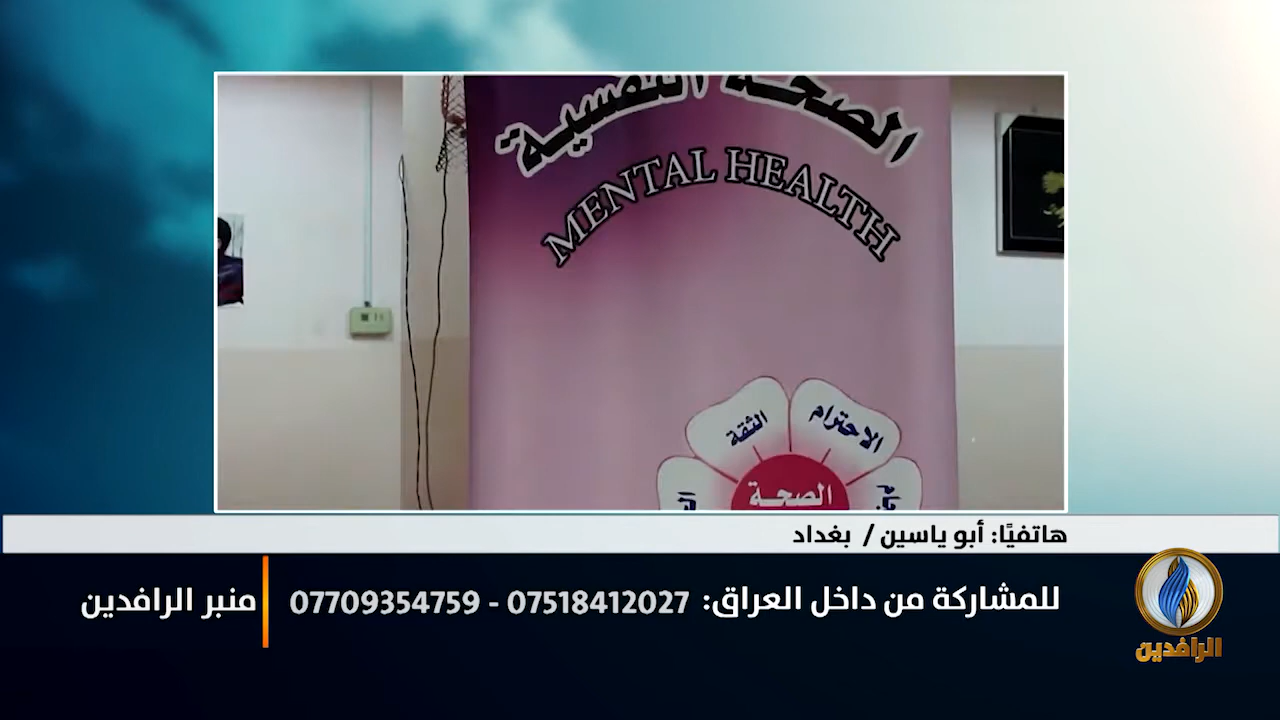 الصحة النفسية
MENTAL HEALTH
الاحترام
الثقة
الصحة
هاتفيًا: أبو ياسين / بغداد
للمشاركة من داخل العراق: 07518412027 - 07709354759
منبر الرافدين
الرافدين